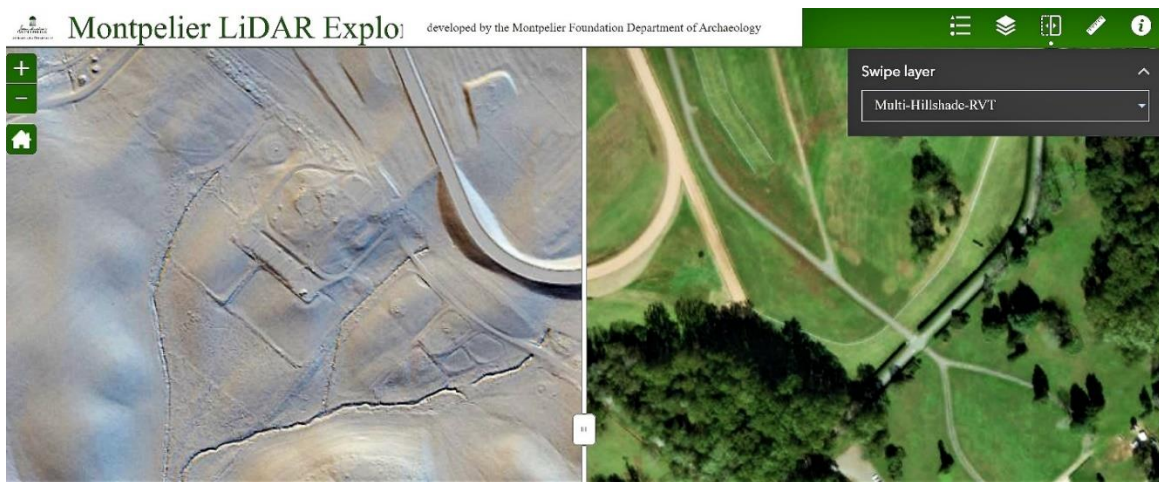 Montpelier LiDAR Explo
developed by the Montpelier Foundation Department of Archaeology
Swipe layer
Multi-Hillshade-RVT